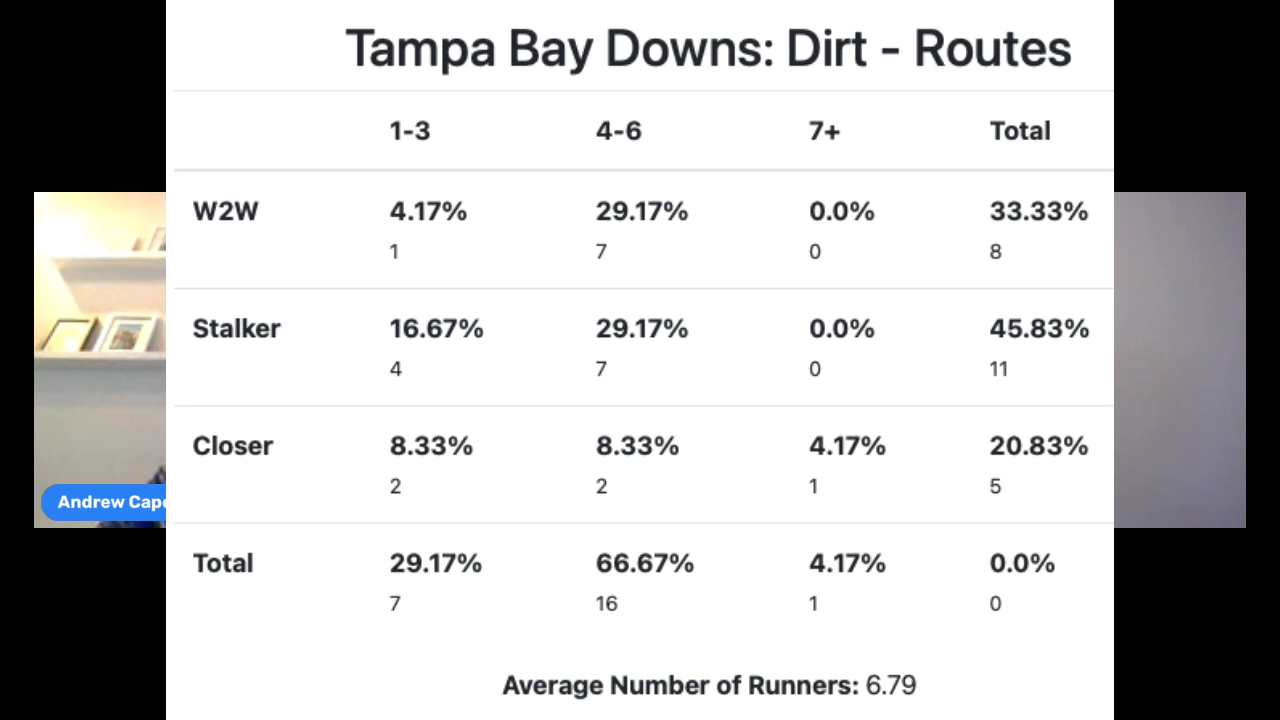 Tampa Bay Downs: Dirt - Routes
1-3 4-6 7+ Total
W2W 4.17% 29.17% 0.0% 33.33%
1 7 0 8
Stalker 16.67% 29.17% 0.0% 45.83%
4 7 0 11
Closer 8.33% 8.33% 4.17% 20.83%
2 2 1 5
Total 29.17% 66.67% 4.17% 0.0%
7 16 1 0
Average Number of Runners: 6.79
Andrew